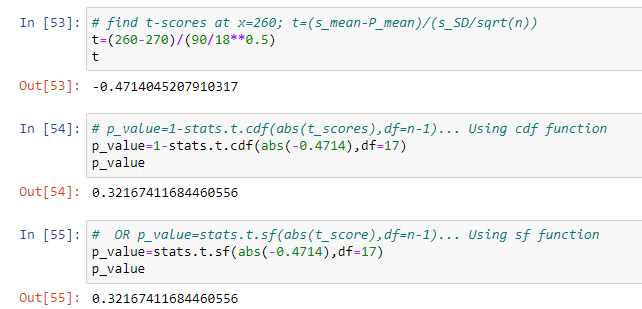 In [53]: # find t-scores at x=260; t=(s_mean-P_mean)/(s_SD/sqrt(n))
t=(260-270)/(90/18**0.5)
t
Out[53]: -0.4714045207910317
In [54]: # p_value=1-stats.t.cdf(abs(t_scores),df=n-1)... Using cdf function
p_value=1-stats.t.cdf(abs(-0.4714),df=17)
p_value
Out[54]: 0.32167411684460556
In [55]: #  OR p_value=stats.t.sf(abs(t_score),df=n-1)... Using sf function
p_value=stats.t.sf(abs(-0.4714),df=17)
p_value
Out[55]: 0.32167411684460556